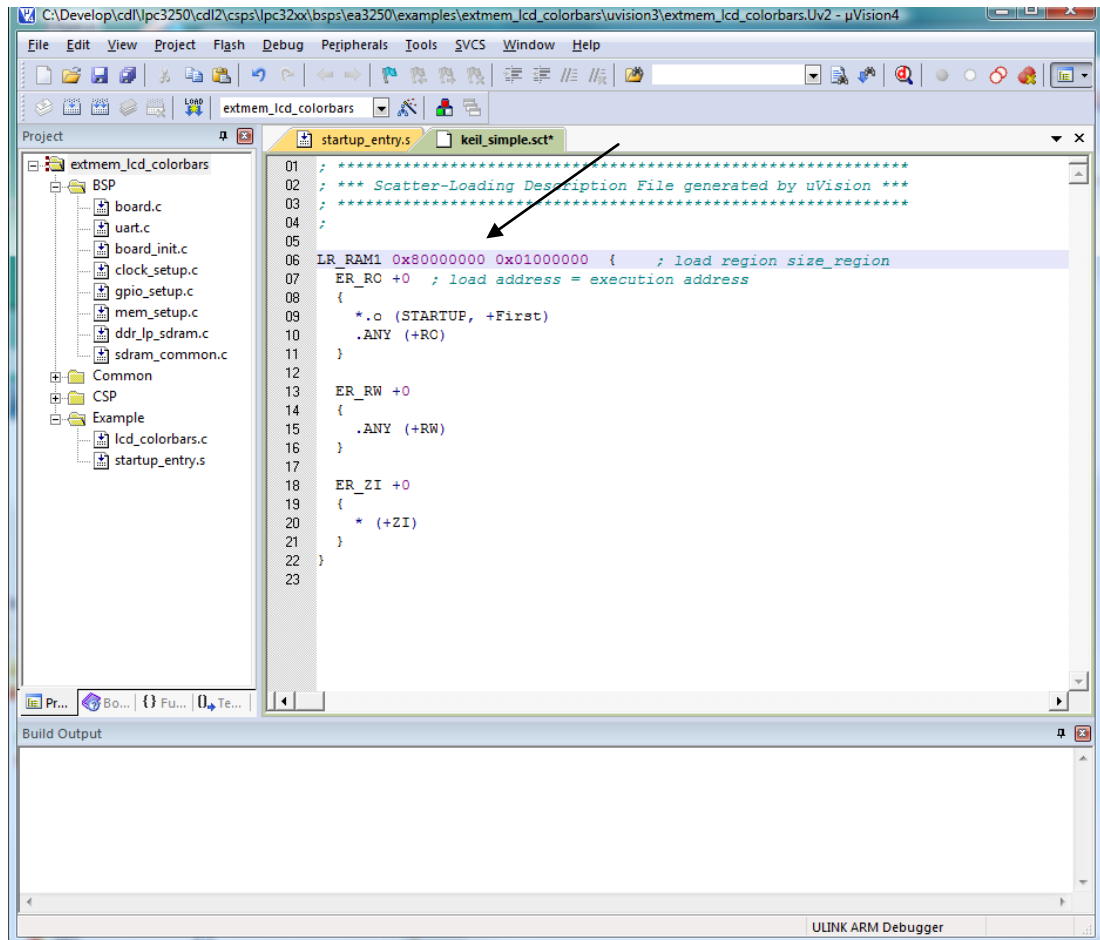 C:\Develop\cdl\lpc3250\cdl2\csps\lpc32xx\bsps\ea3250\examples\extmem_lcd_colorbars\uvision3\extmem_lcd_colorbars.Uv2 - µVision4
File Edit View Project Flash Debug Peripherals Tools SVCS Window Help
LOAD extmem_lcd_colorbars
Project
extmem_lcd_colorbars
BSP
board.c
uart.c
board_init.c
clock_setup.c
gpio_setup.c
mem_setup.c
ddr_lp_sdram.c
sdram_common.c
Common
CSP
Example
lcd_colorbars.c
startup_entry.s
Pr... Bo... {} Fu... 0 Te...
startup_entry.s keil_simple.sct*
01 ; *************************************************************
02 ; *** Scatter-Loading Description File generated by uVision ***
03 ; *************************************************************
04 ;
05
06 LR_RAM1 0x80000000 0x01000000 { ; load region size_region
07 ER_RO +0 ; load address = execution address
08 {
09 *.o (STARTUP, +First)
10 .ANY (+RO)
11 }
12
13 ER_RW +0
14 {
15 .ANY (+RW)
16 }
17
18 ER_ZI +0
19 {
20 * (+ZI)
21 }
22 }
23
Build Output
ULINK ARM Debugger